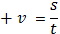 + v = s/t